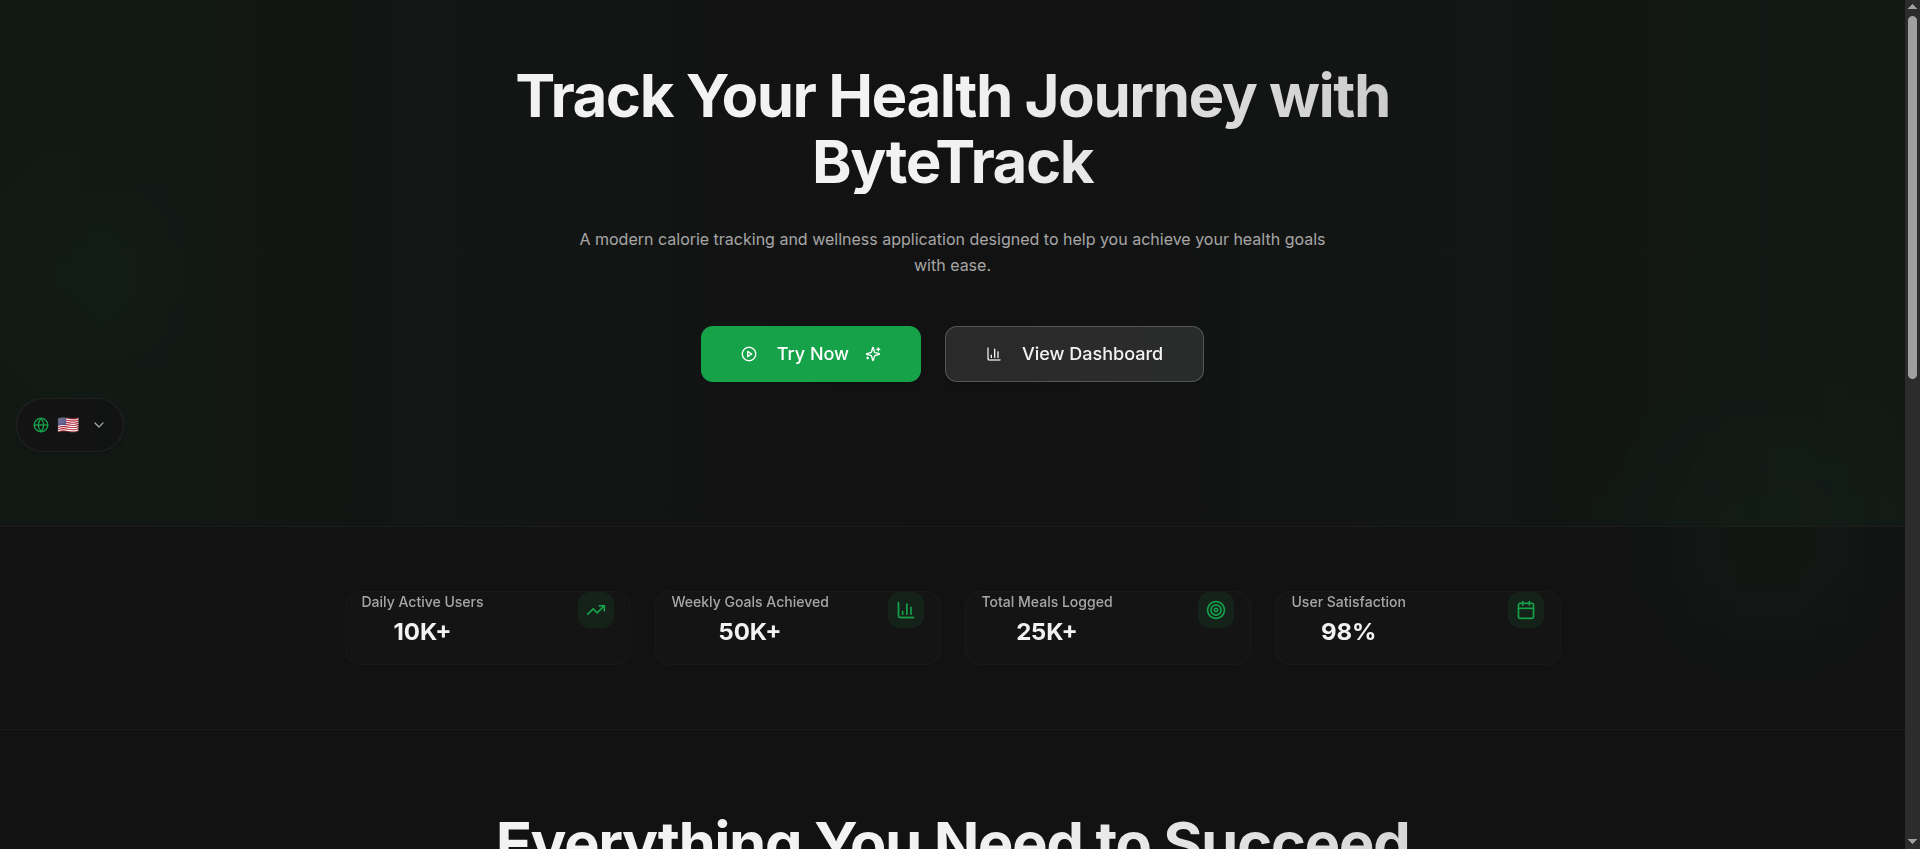 Track Your Health Journey with
ByteTrack
A modern calorie tracking and wellness application designed to help you achieve your health goals
with ease.
Try Now
View Dashboard
Daily Active Users
10K+
Weekly Goals Achieved
50K+
Total Meals Logged
25K+
User Satisfaction
98%
Everything You Need to Succeed